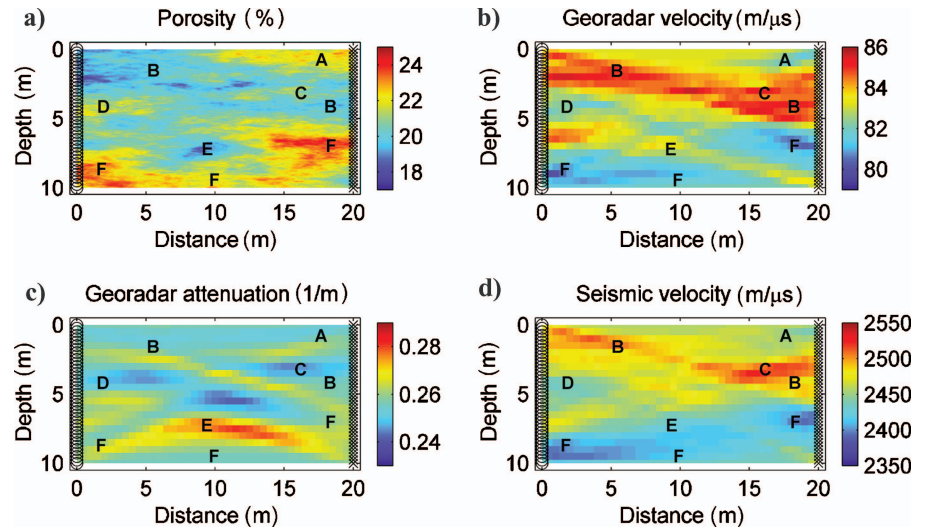 a) Porosity (%)
0
5
10
Depth (m)
B
A
C
D
B
E
F
F
F
0 5 10 15 20
Distance (m)
24
22
20
18
b) Georadar velocity (m/μs)
0
5
10
Depth (m)
A
B
C
D
B
E
F
F
F
0 5 10 15 20
Distance (m)
86
84
82
80
c) Georadar attenuation (1/m)
0
5
10
Depth (m)
B
A
C
D
B
E
F
F
F
0 5 10 15 20
Distance (m)
0.28
0.26
0.24
d) Seismic velocity (m/μs)
0
5
10
Depth (m)
A
B
C
D
B
E
F
F
F
0 5 10 15 20
Distance (m)
2550
2500
2450
2400
2350